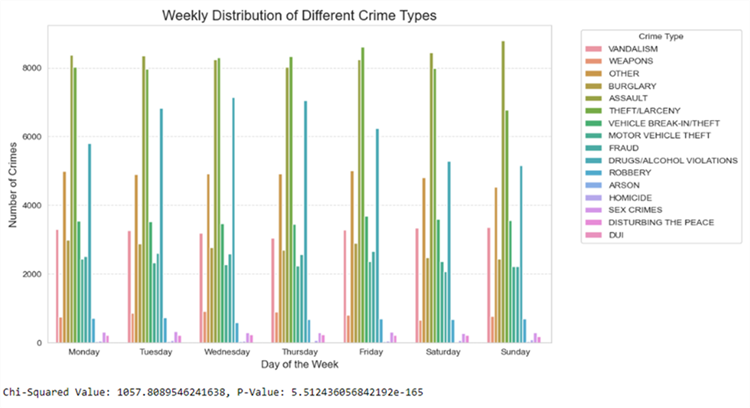 Weekly Distribution of Different Crime Types
Number of Crimes
8000
6000
4000
2000
0
Monday Tuesday Wednesday Thursday Friday Saturday Sunday
Day of the Week
Crime Type
VANDALISM
WEAPONS
OTHER
BURGLARY
ASSAULT
THEFT/LARCENY
VEHICLE BREAK-IN/THEFT
MOTOR VEHICLE THEFT
FRAUD
DRUGS/ALCOHOL VIOLATIONS
ROBBERY
ARSON
HOMICIDE
SEX CRIMES
DISTURBING THE PEACE
DUI
Chi-Squared Value: 1057.8089546241638, P-Value: 5.512436056842192e-165